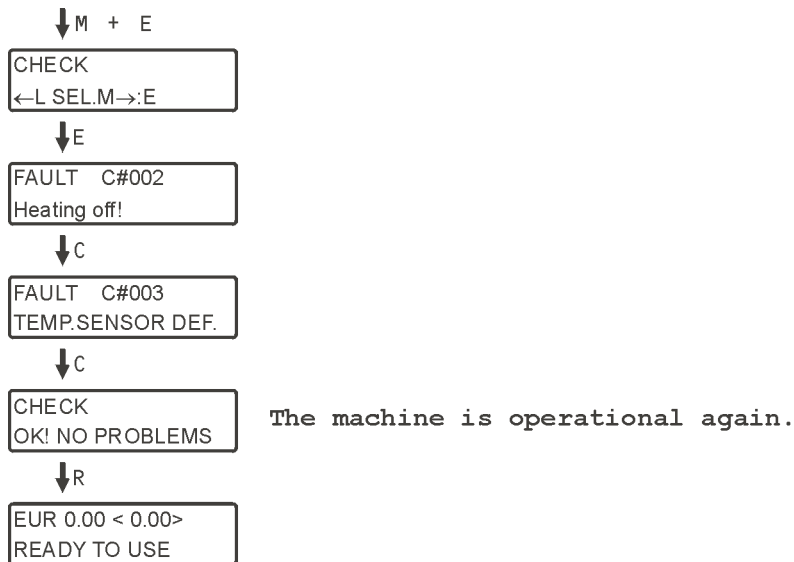 M + E
CHECK
←L SEL.M→:E
E
FAULT C#002
Heating off!
C
FAULT C#003
TEMP.SENSOR DEF.
C
CHECK
OK! NO PROBLEMS
The machine is operational again.
R
EUR 0.00 < 0.00>
READY TO USE